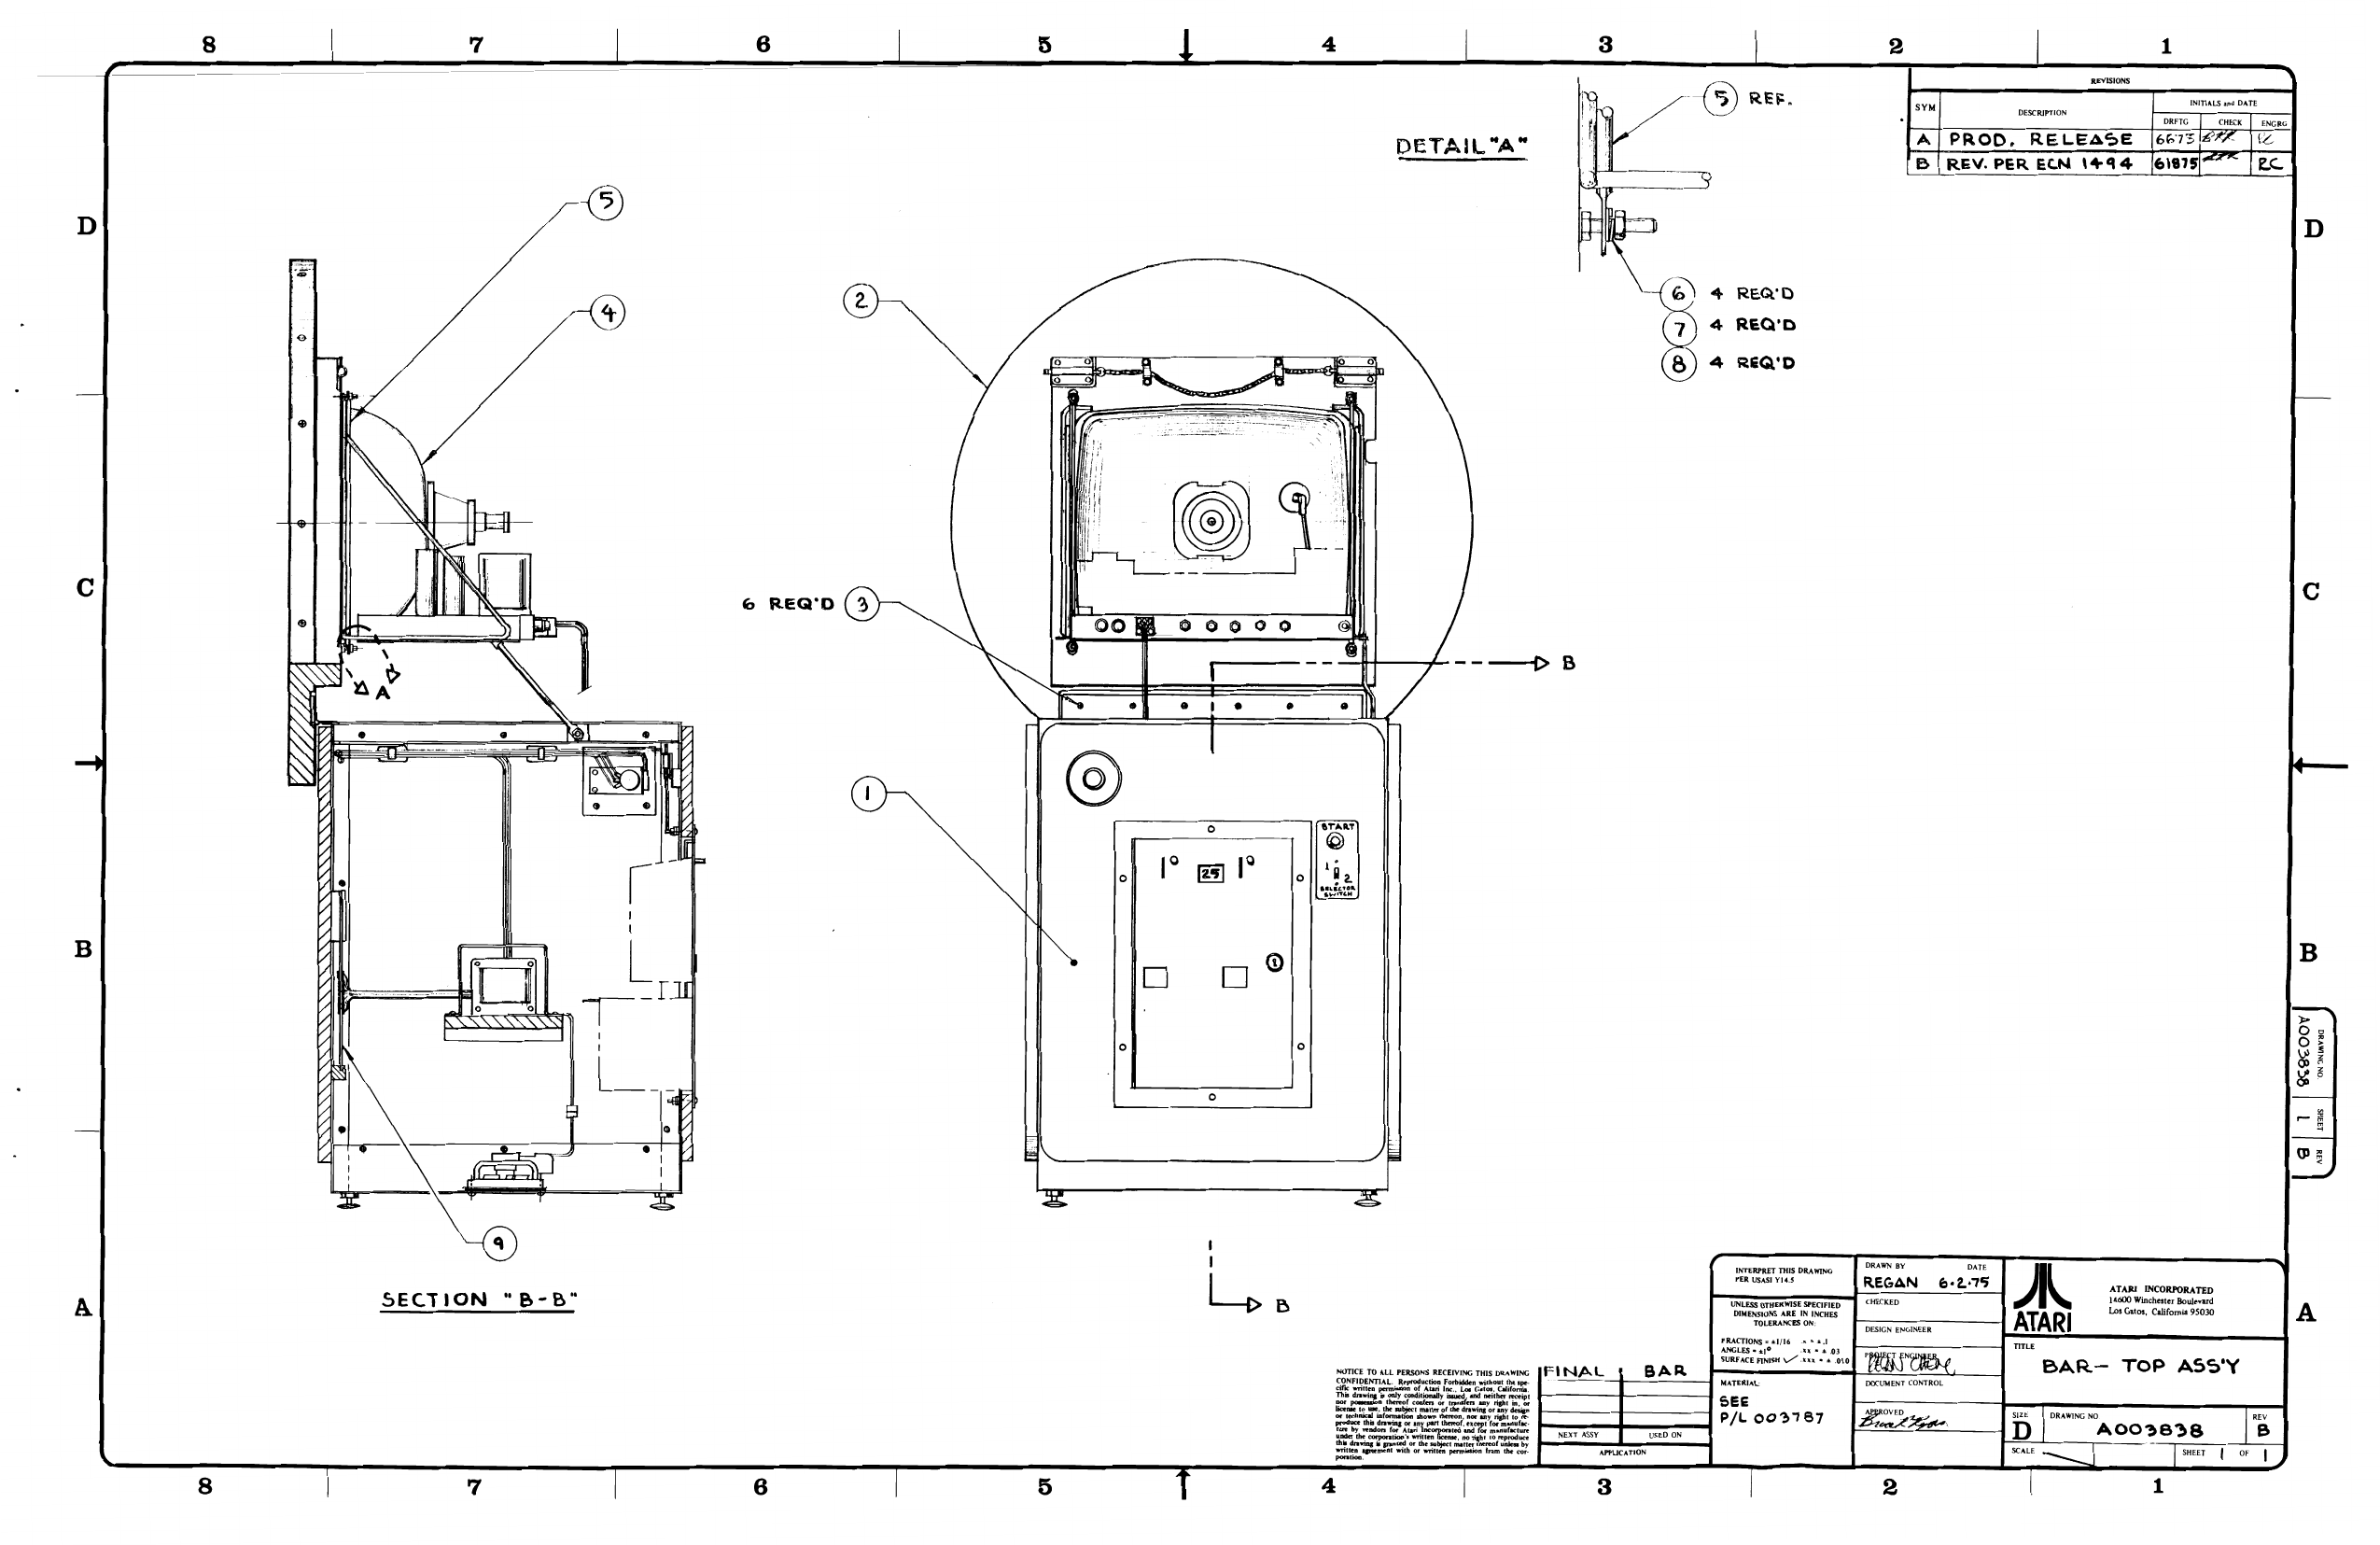 8 7 6 5 4 3 2 1
REVISIONS
SYM DESCRIPTION INITIALS and DATE
DRFTG CHECK ENGRG
A PROD. RELEASE 6673
B REV. PER ECN 1494 61875 RC
DETAIL "A"
5 REF.
6 4 REQ'D
7 4 REQ'D
8 4 REQ'D
D D
5
4
2
C C
6 REQ'D 3
A
B
1
START
1
2
SELECTOR
SWITCH
25
B B
9
SECTION "B-B"
B
A A
DRAWING NO. A003838
SHEET 1
REV B
NOTICE TO ALL PERSONS RECEIVING THIS DRAWING
CONFIDENTIAL. Reproduction Forbidden without the spe-
cific written permission of Atari Inc., Los Gatos, California.
This drawing is only conditionally issued, and neither receipt
nor possession thereof confers or transfers any right in, or
license to use, the subject matter of the drawing or any design
or technical information shown thereon, nor any right to re-
produce this drawing or any part thereof, except for manufac-
ture by vendors for Atari Incorporated and for manufacture
under the corporation's written license, no right to reproduce
this drawing is granted or the subject matter thereof unless by
written agreement with or written permission from the cor-
poration.
FINAL BAR
NEXT ASSY USED ON
APPLICATION
INTERPRET THIS DRAWING
PER USASI Y14.5
UNLESS OTHERWISE SPECIFIED
DIMENSIONS ARE IN INCHES
TOLERANCES ON:
FRACTIONS = ±1/16 .x = ±.1
ANGLES = ±1° .xx = ± .03
SURFACE FINISH .xxx = ± .010
MATERIAL:
SEE
P/L 003787
DRAWN BY DATE
REGAN 6·2·75
CHECKED
DESIGN ENGINEER
PROJECT ENGINEER
DOCUMENT CONTROL
APPROVED
ATARI
ATARI INCORPORATED
14600 Winchester Boulevard
Los Gatos, California 95030
TITLE
BAR- TOP ASS'Y
SIZE D
DRAWING NO. A003838
REV B
SCALE SHEET 1 OF 1
8 7 6 5 4 3 2 1